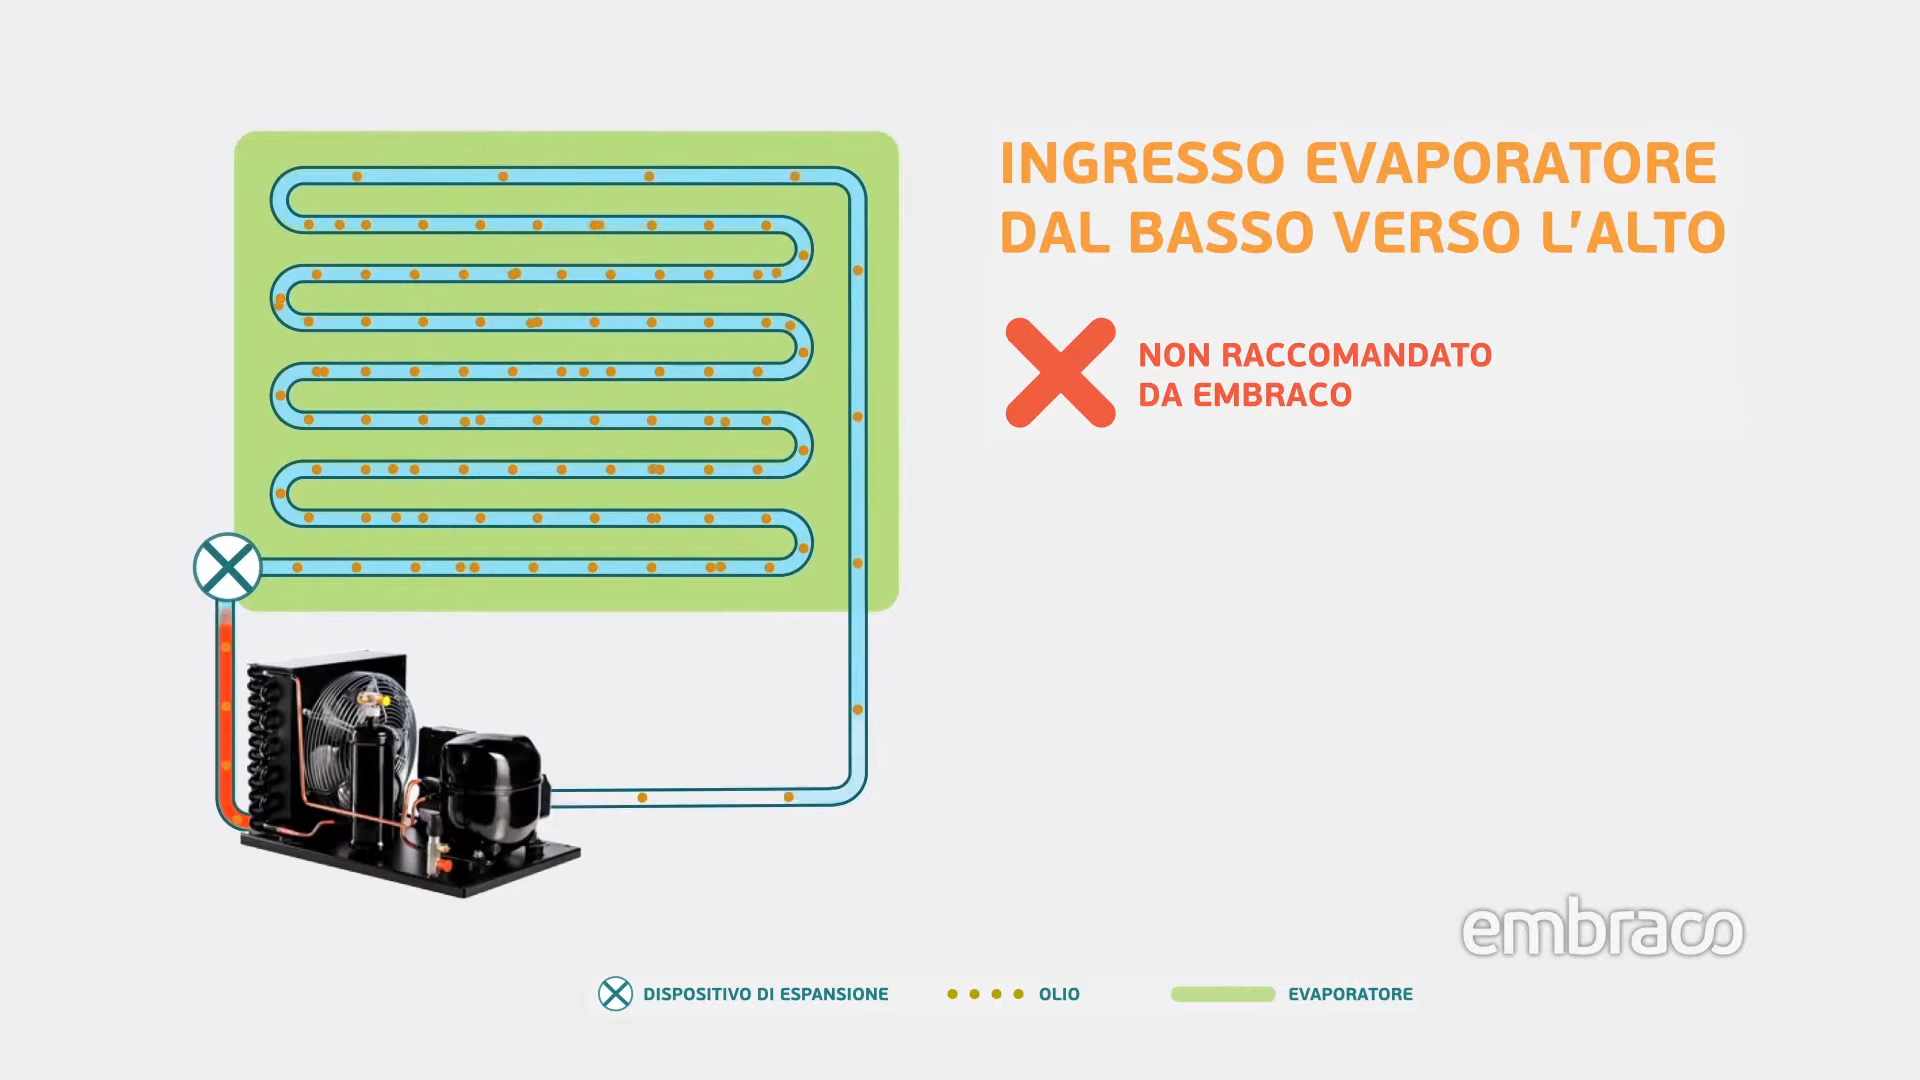 INGRESSO EVAPORATORE
DAL BASSO VERSO L'ALTO
NON RACCOMANDATO
DA EMBRACO
embraco
DISPOSITIVO DI ESPANSIONE
OLIO
EVAPORATORE